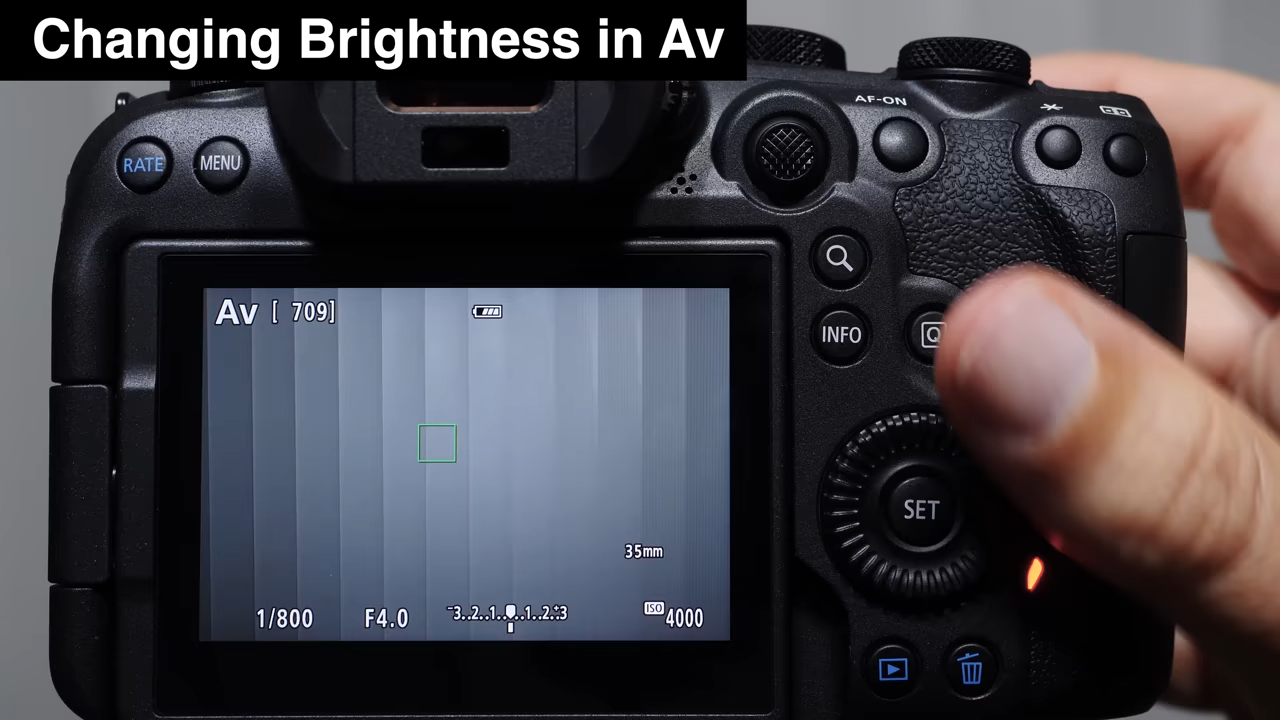 Changing Brightness in Av
AF-ON
RATE
MENU
Av [ 709]
INFO
Q
SET
35mm
1/800 F4.0 -3..2..1....1..2.+3 ISO 4000